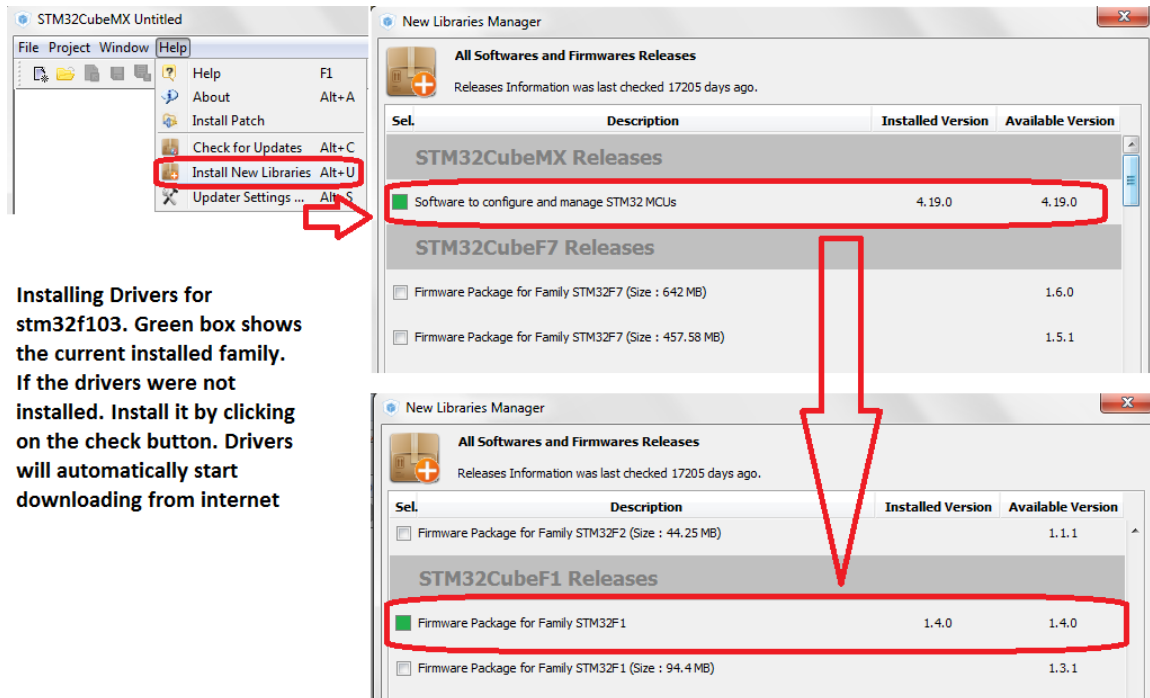 STM32CubeMX Untitled
File Project Window Help
Help F1
About Alt+A
Install Patch
Check for Updates Alt+C
Install New Libraries Alt+U
Updater Settings ... Alt+S
New Libraries Manager
All Softwares and Firmwares Releases
Releases Information was last checked 17205 days ago.
Sel. Description Installed Version Available Version
STM32CubeMX Releases
Software to configure and manage STM32 MCUs 4.19.0 4.19.0
STM32CubeF7 Releases
Firmware Package for Family STM32F7 (Size : 642 MB) 1.6.0
Firmware Package for Family STM32F7 (Size : 457.58 MB) 1.5.1
Installing Drivers for
stm32f103. Green box shows
the current installed family.
If the drivers were not
installed. Install it by clicking
on the check button. Drivers
will automatically start
downloading from internet
New Libraries Manager
All Softwares and Firmwares Releases
Releases Information was last checked 17205 days ago.
Sel. Description Installed Version Available Version
Firmware Package for Family STM32F2 (Size : 44.25 MB) 1.1.1
STM32CubeF1 Releases
Firmware Package for Family STM32F1 1.4.0 1.4.0
Firmware Package for Family STM32F1 (Size : 94.4 MB) 1.3.1